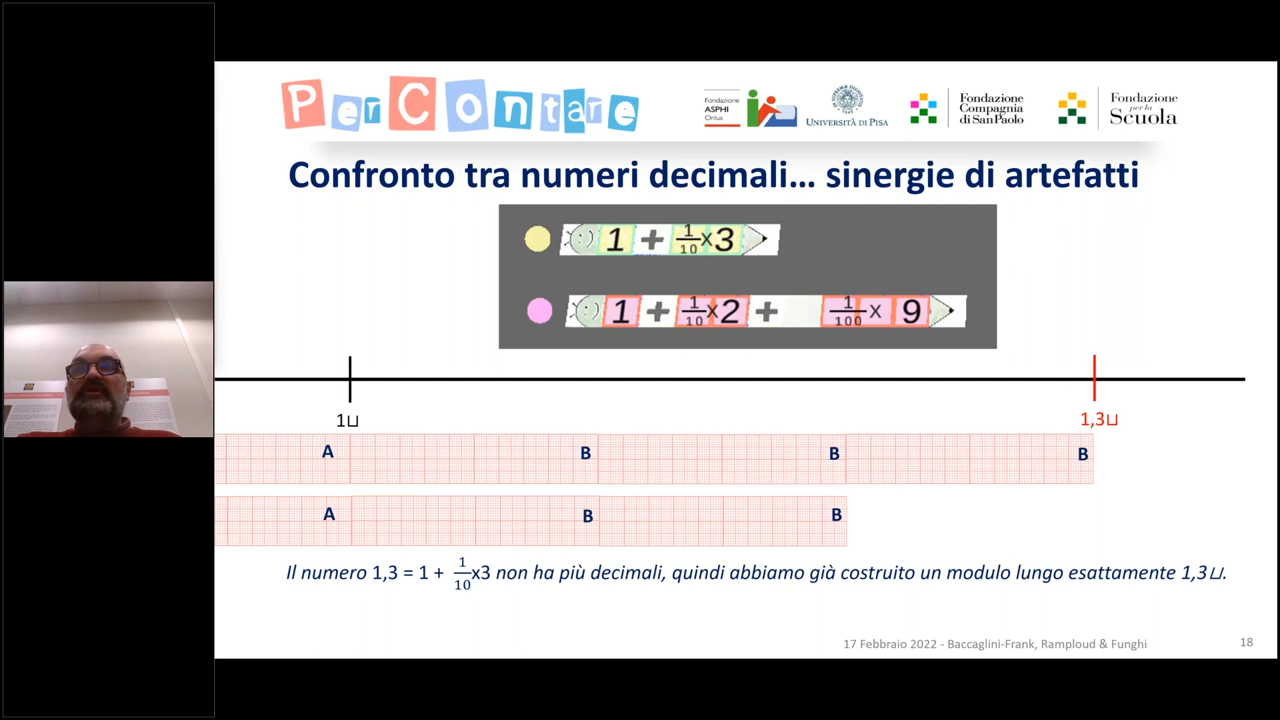 PerContare
Fondazione
ASPHI
Onlus
UNIVERSITÀ DI PISA
Fondazione
Compagnia
di San Paolo
Fondazione
per la
Scuola
Confronto tra numeri decimali... sinergie di artefatti
1 + 1/10 x 3
1 + 1/10 x 2 + 1/100 x 9
1⊔
1,3⊔
A B B B
A B B
Il numero 1,3 = 1 + 1/10 x3 non ha più decimali, quindi abbiamo già costruito un modulo lungo esattamente 1,3⊔.
17 Febbraio 2022 - Baccaglini-Frank, Ramploud & Funghi
18